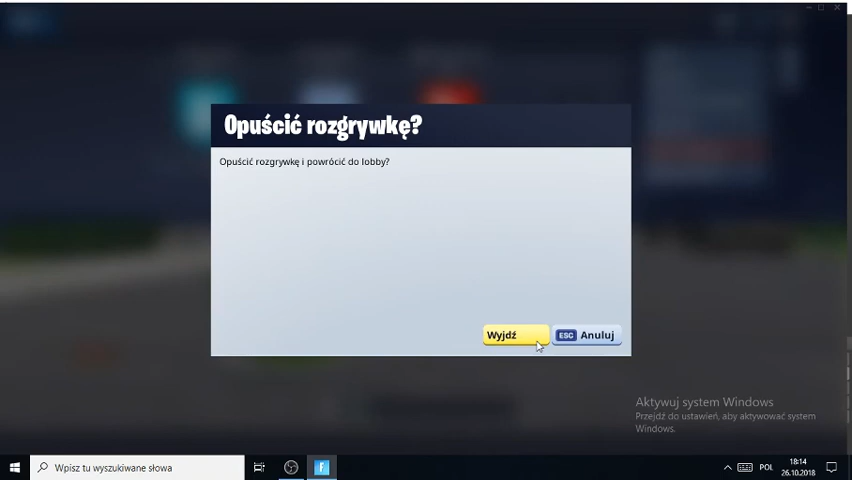 Opuścić rozgrywkę?
Opuścić rozgrywkę i powrócić do lobby?
Wyjdź
ESC Anuluj
Aktywuj system Windows
Przejdź do ustawień, aby aktywować system
Windows.
Wpisz tu wyszukiwane słowa
POL
18:14
26.10.2018